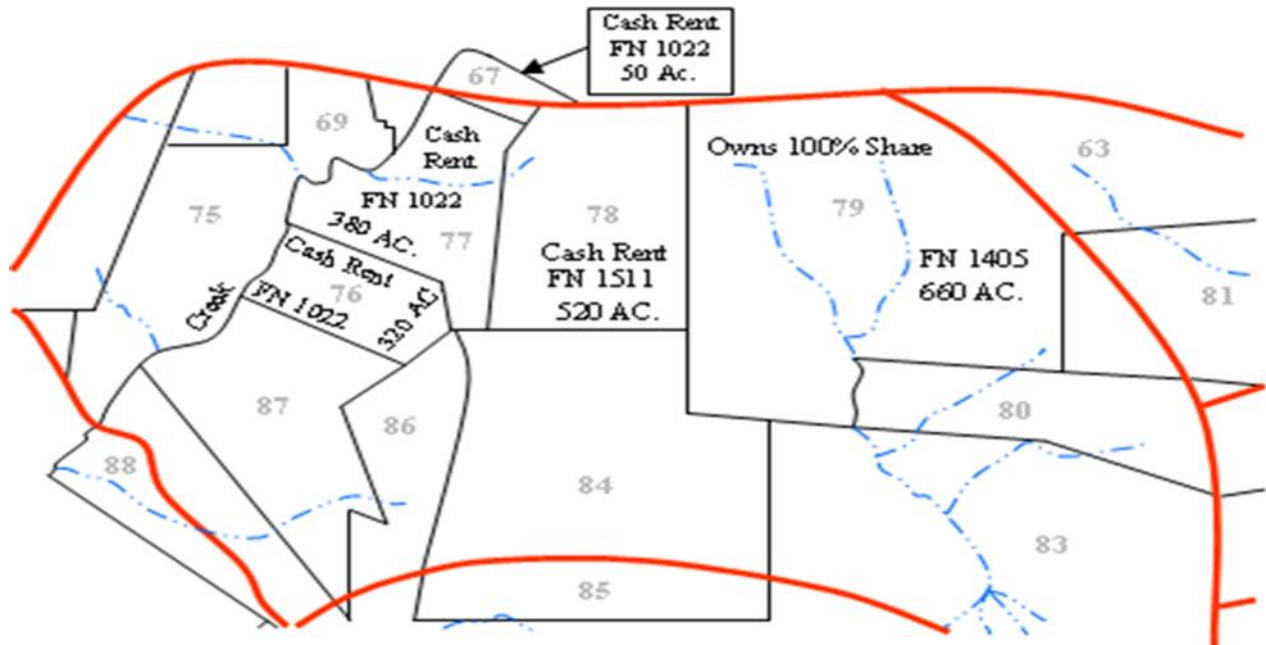 Cash Rent
FN 1022
50 Ac.
67
69
Cash
Rent
Owns 100% Share
63
FN 1022
380 AC.
75
77
78
79
Cash Rent
FN 1511
520 AC.
FN 1405
660 AC.
Cash Rent
76
FN 1022
320 AC
Creek
81
87
86
80
88
84
83
85